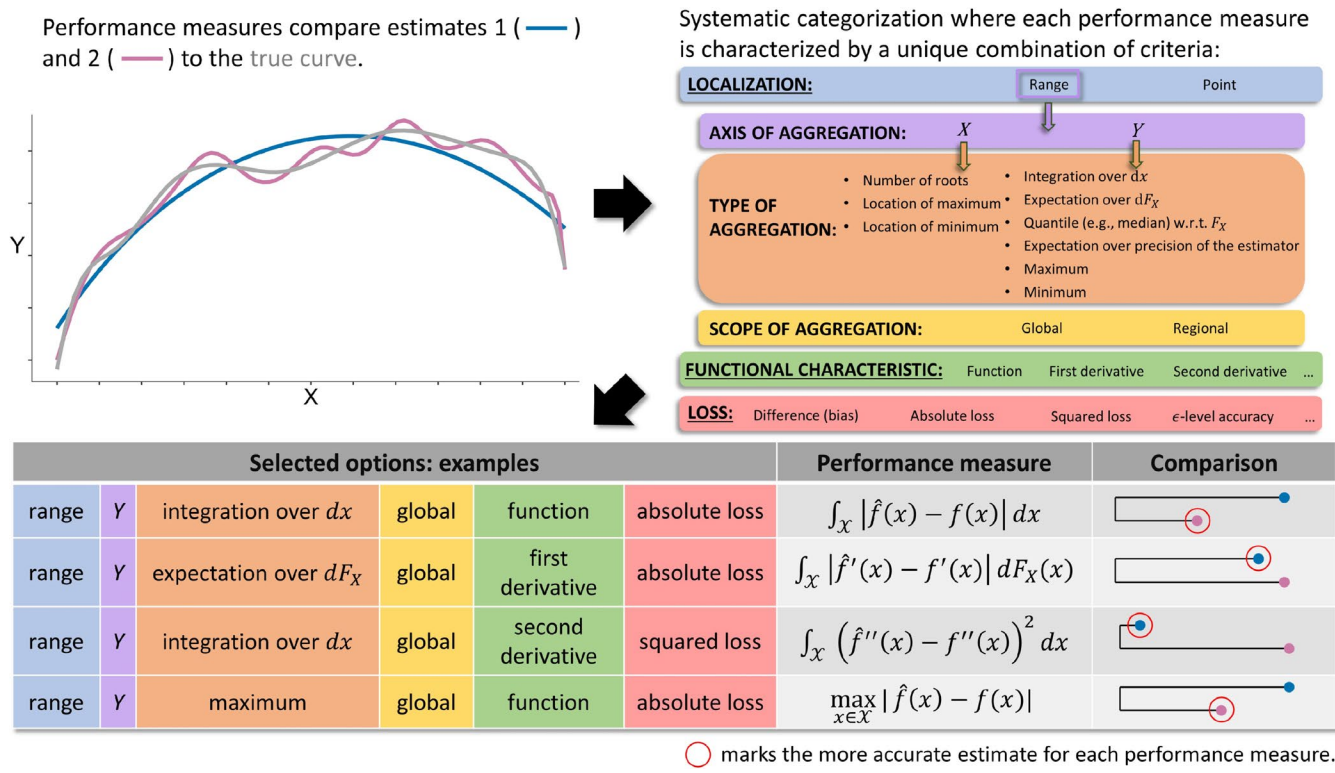 Performance measures compare estimates 1 ( )
and 2 ( ) to the true curve.
Y
X
Systematic categorization where each performance measure
is characterized by a unique combination of criteria:
LOCALIZATION: Range Point
AXIS OF AGGREGATION: X Y
TYPE OF
AGGREGATION:
• Number of roots
• Location of maximum
• Location of minimum
• Integration over dx
• Expectation over dF_X
• Quantile (e.g., median) w.r.t. F_X
• Expectation over precision of the estimator
• Maximum
• Minimum
SCOPE OF AGGREGATION: Global Regional
FUNCTIONAL CHARACTERISTIC: Function First derivative Second derivative ...
LOSS: Difference (bias) Absolute loss Squared loss ϵ-level accuracy ...
Selected options: examples Performance measure Comparison
range Y integration over dx global function absolute loss ∫_𝒳 |f̂(x) − f(x)| dx
range Y expectation over dF_X global first derivative absolute loss ∫_𝒳 |f̂′(x) − f′(x)| dF_X(x)
range Y integration over dx global second derivative squared loss ∫_𝒳 (f̂′′(x) − f′′(x))² dx
range Y maximum global function absolute loss max_{x∈𝒳} |f̂(x) − f(x)|
marks the more accurate estimate for each performance measure.